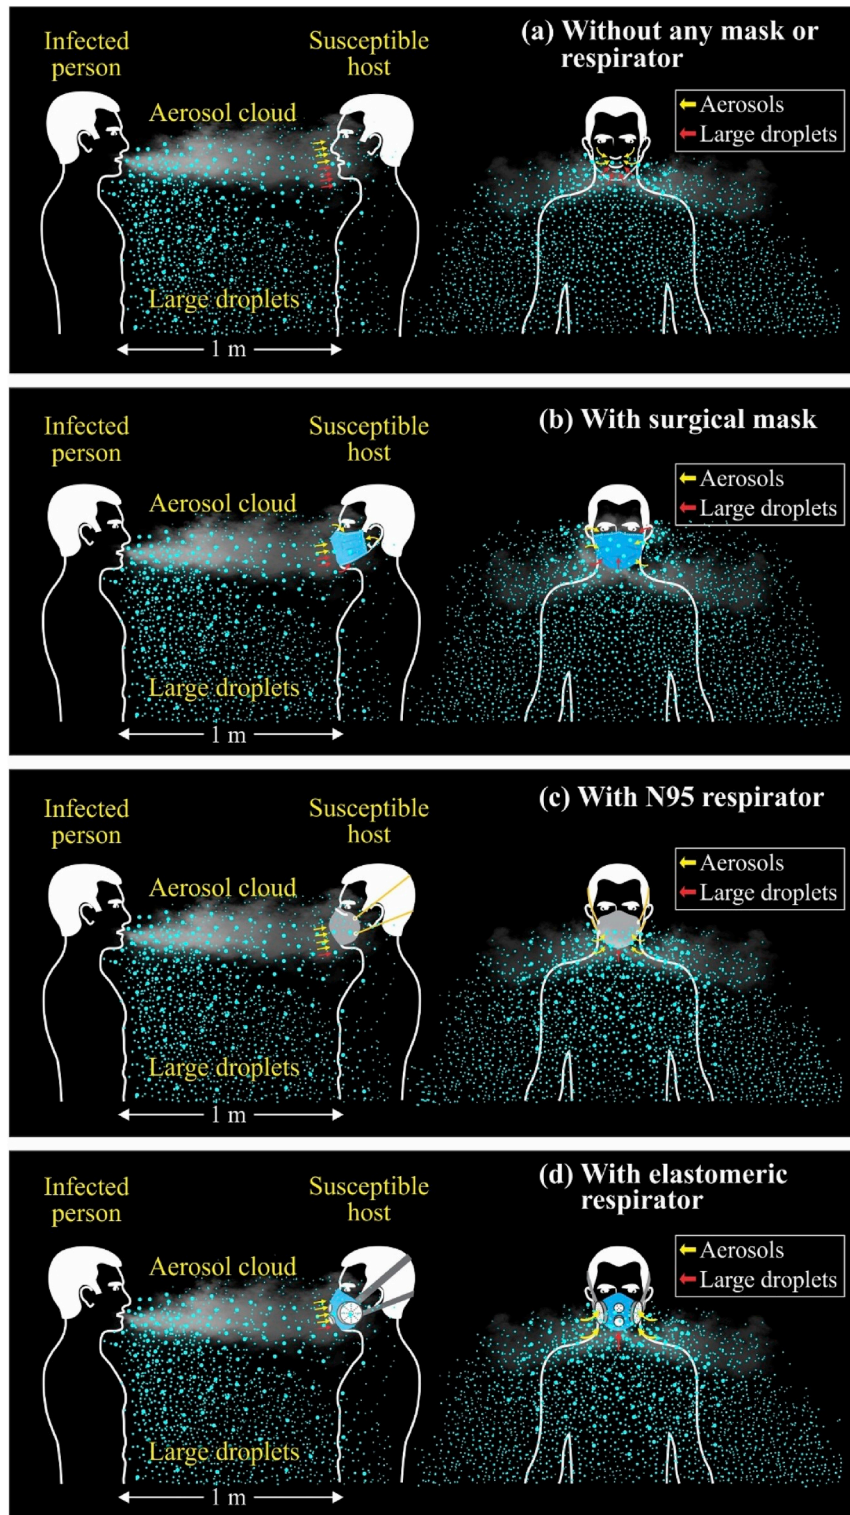 (a) Without any mask or
respirator
Infected
person
Susceptible
host
Aerosol cloud
Aerosols
Large droplets
Large droplets
1 m
(b) With surgical mask
Infected
person
Susceptible
host
Aerosol cloud
Aerosols
Large droplets
Large droplets
1 m
(c) With N95 respirator
Infected
person
Susceptible
host
Aerosol cloud
Aerosols
Large droplets
Large droplets
1 m
(d) With elastomeric
respirator
Infected
person
Susceptible
host
Aerosol cloud
Aerosols
Large droplets
Large droplets
1 m